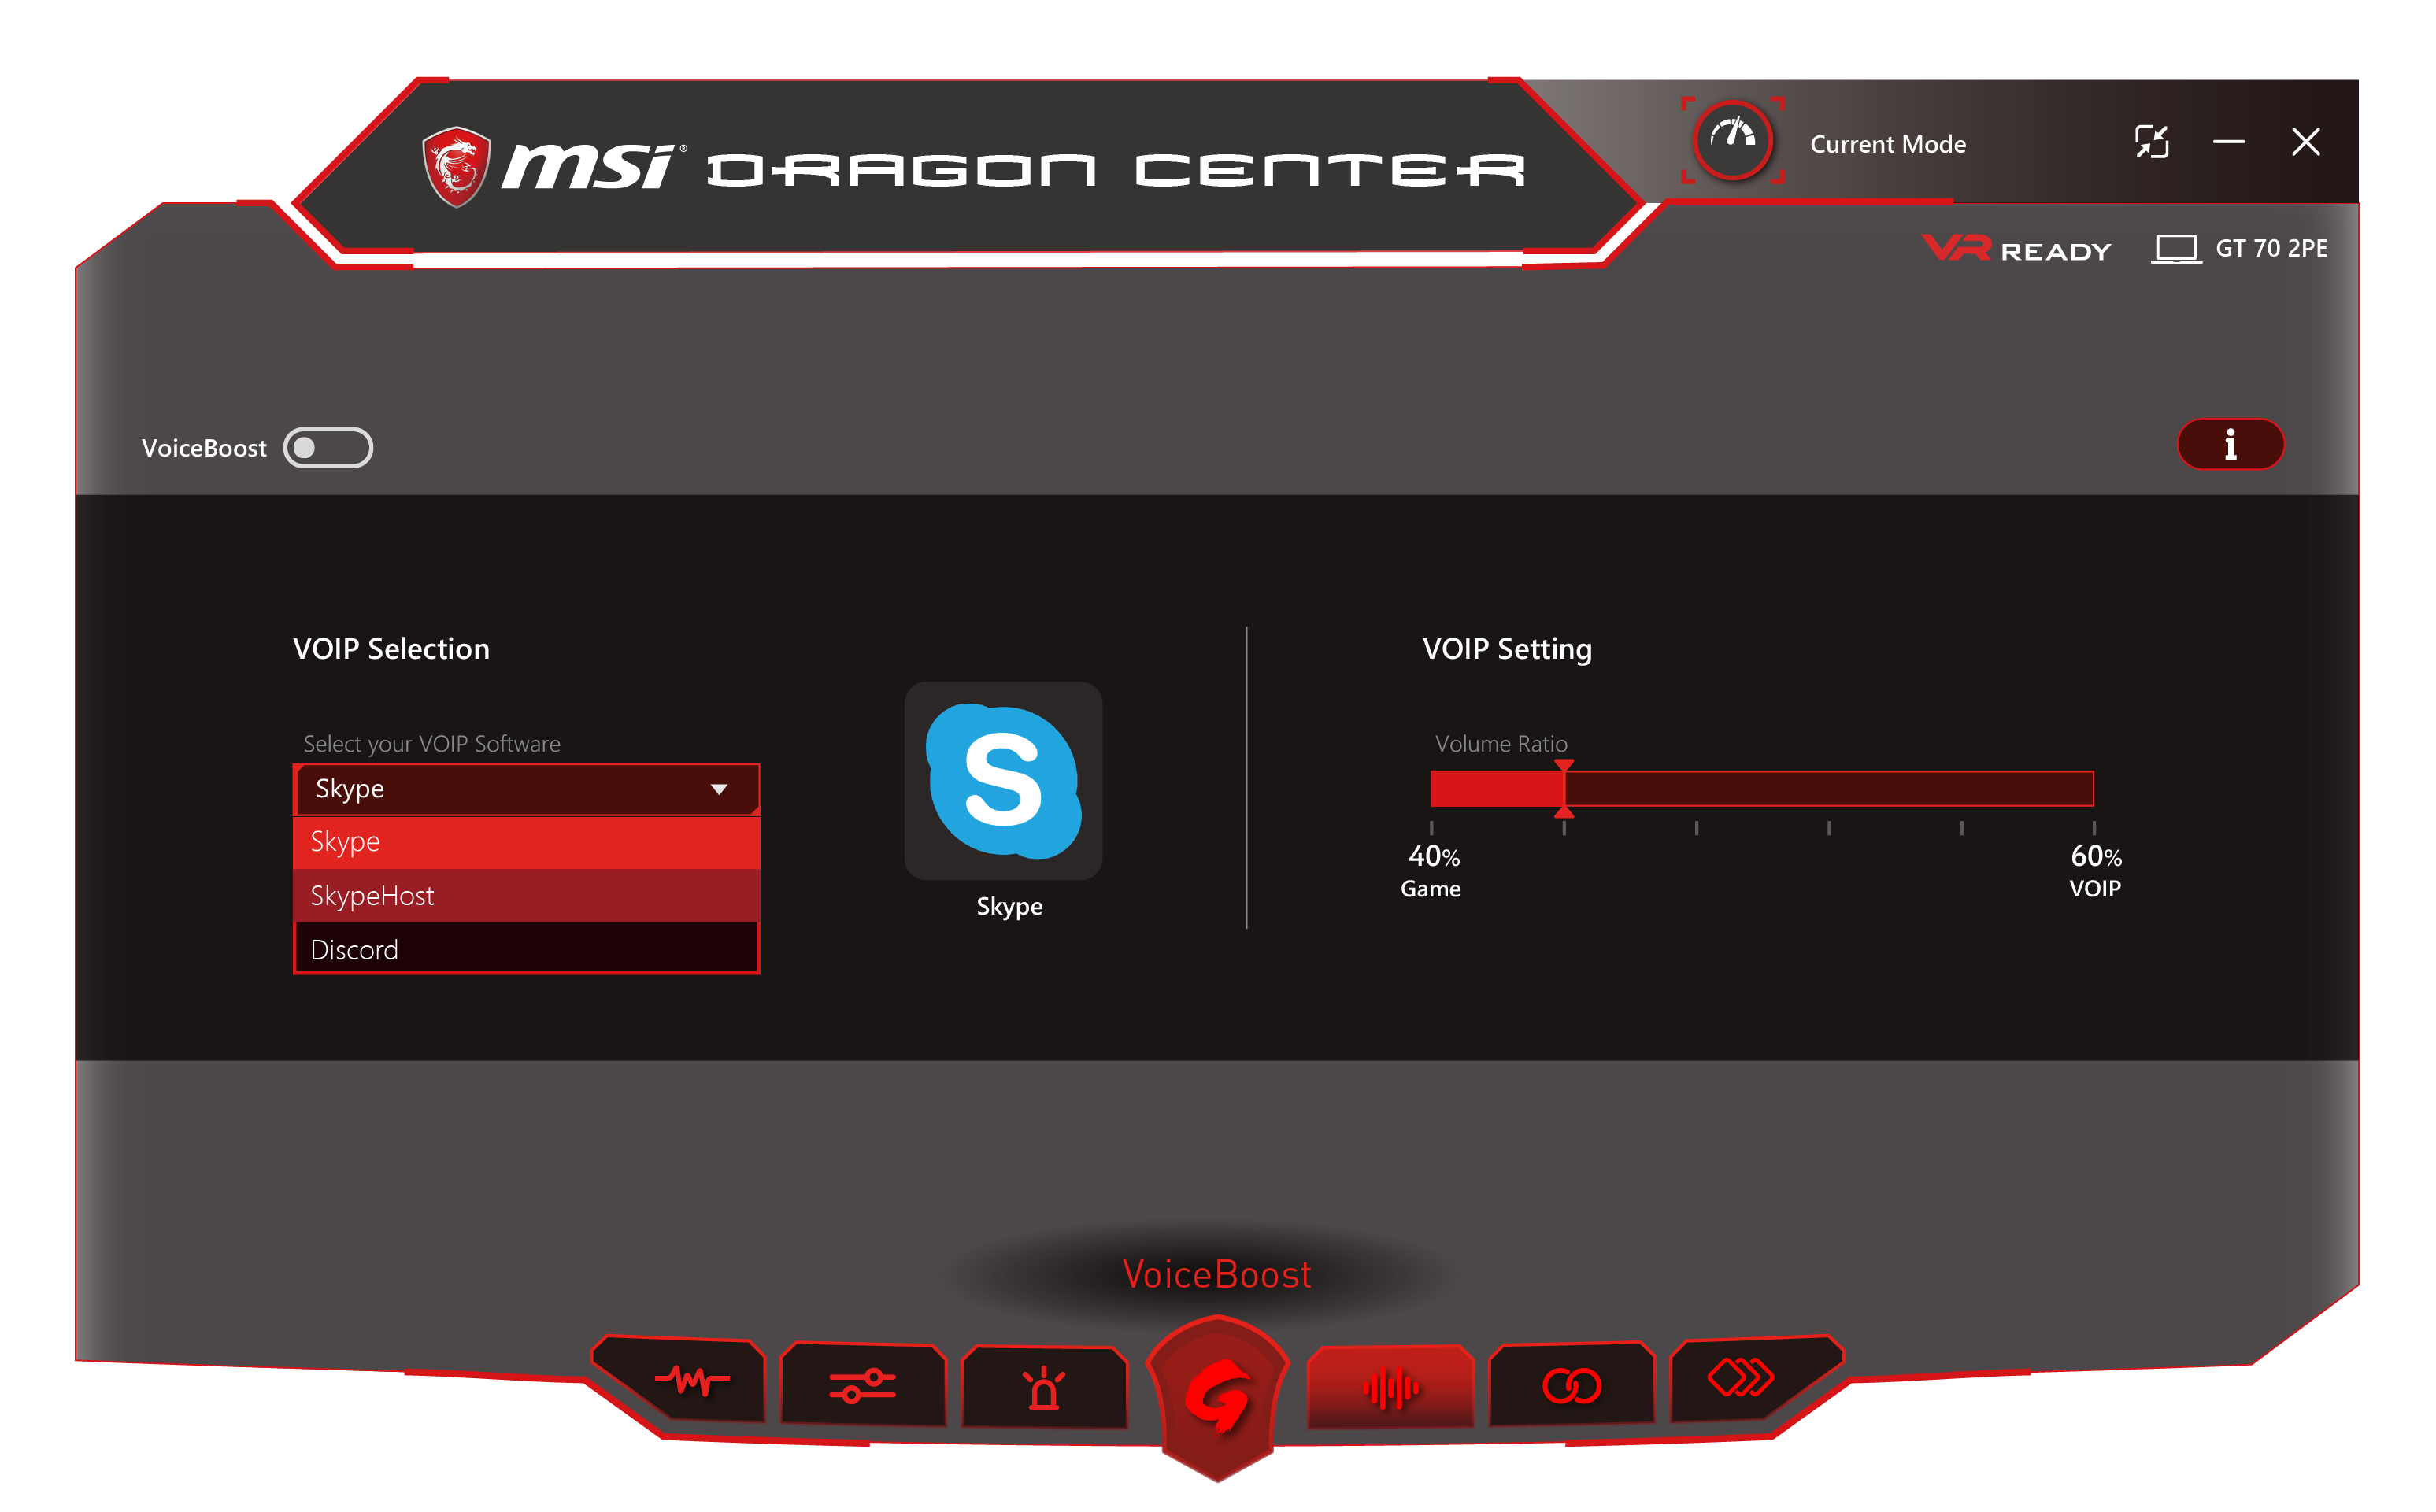 msi® DRAGON CENTER
Current Mode
VR READY
GT 70 2PE
VoiceBoost
i
VOIP Selection
Select your VOIP Software
Skype
Skype
SkypeHost
Discord
S
Skype
VOIP Setting
Volume Ratio
40%
Game
60%
VOIP
VoiceBoost
G